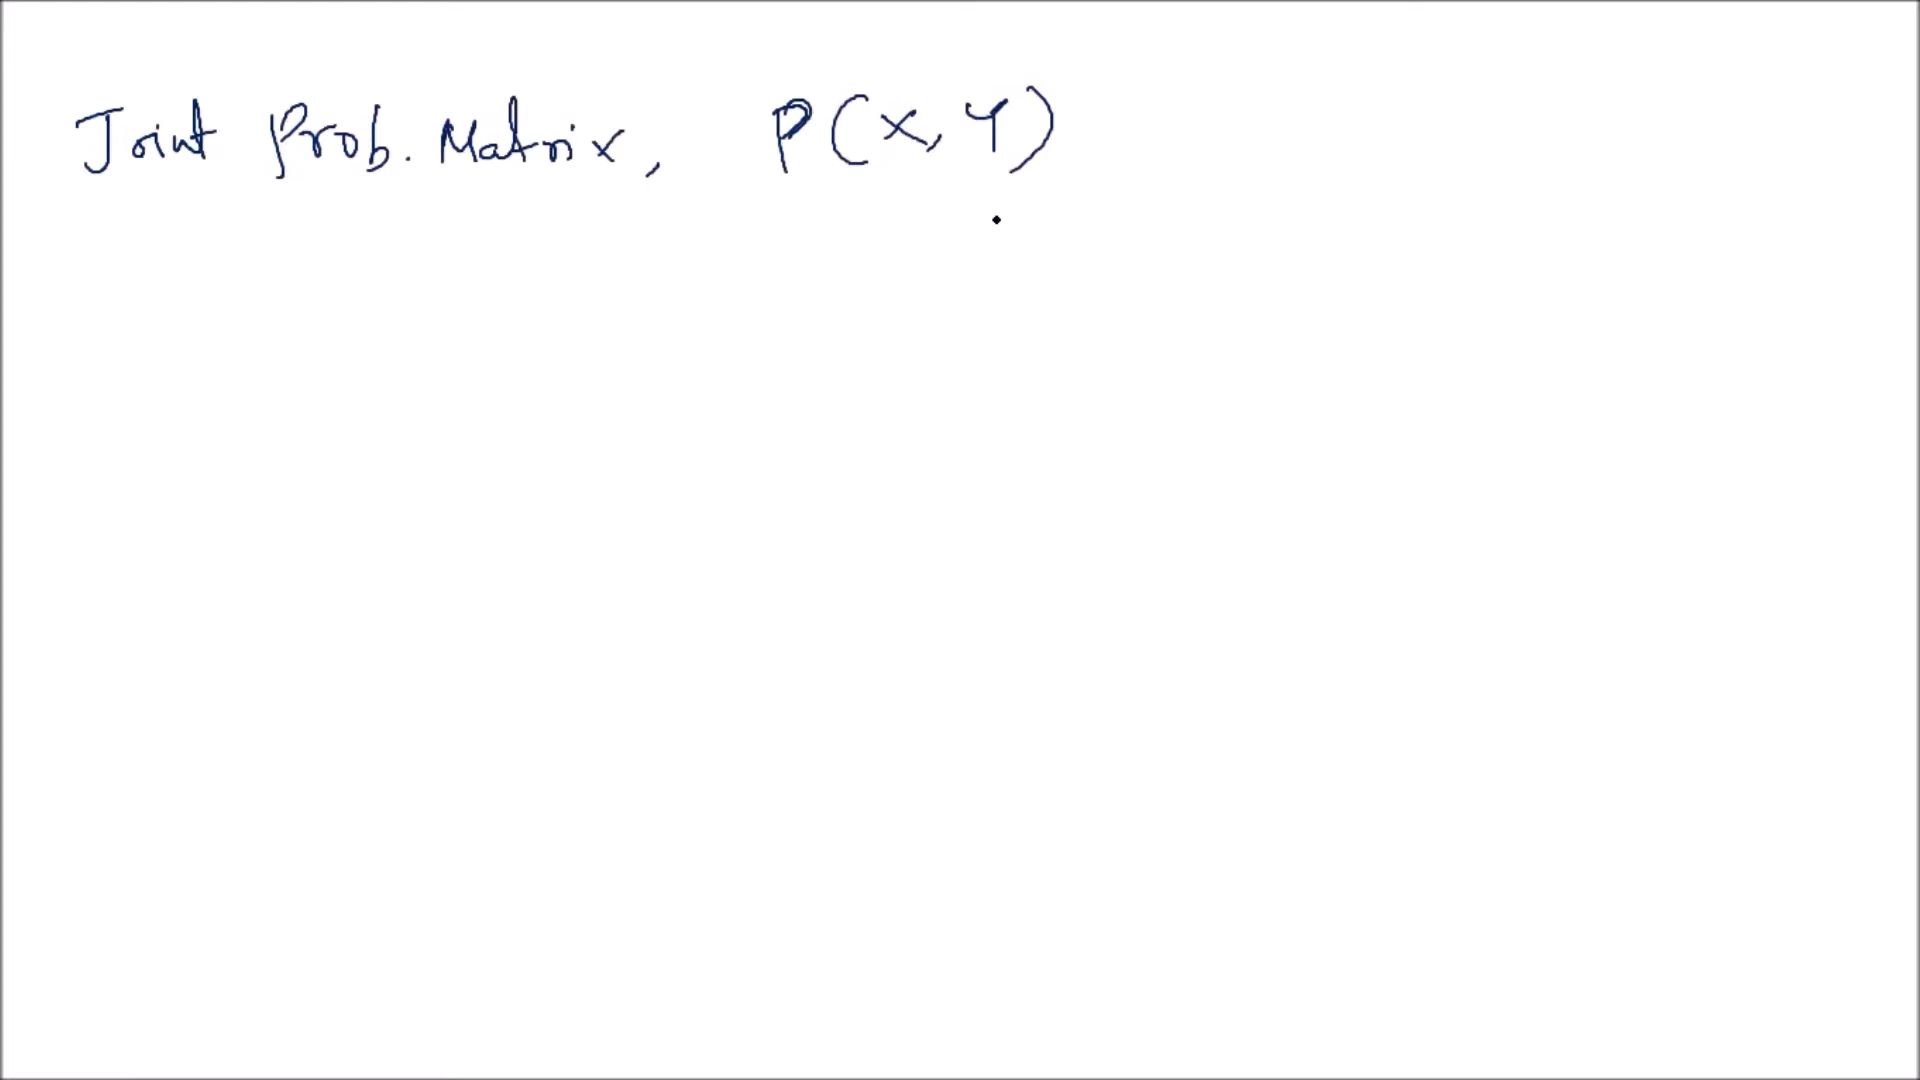 Joint Prob. Matrix, P(X,Y)